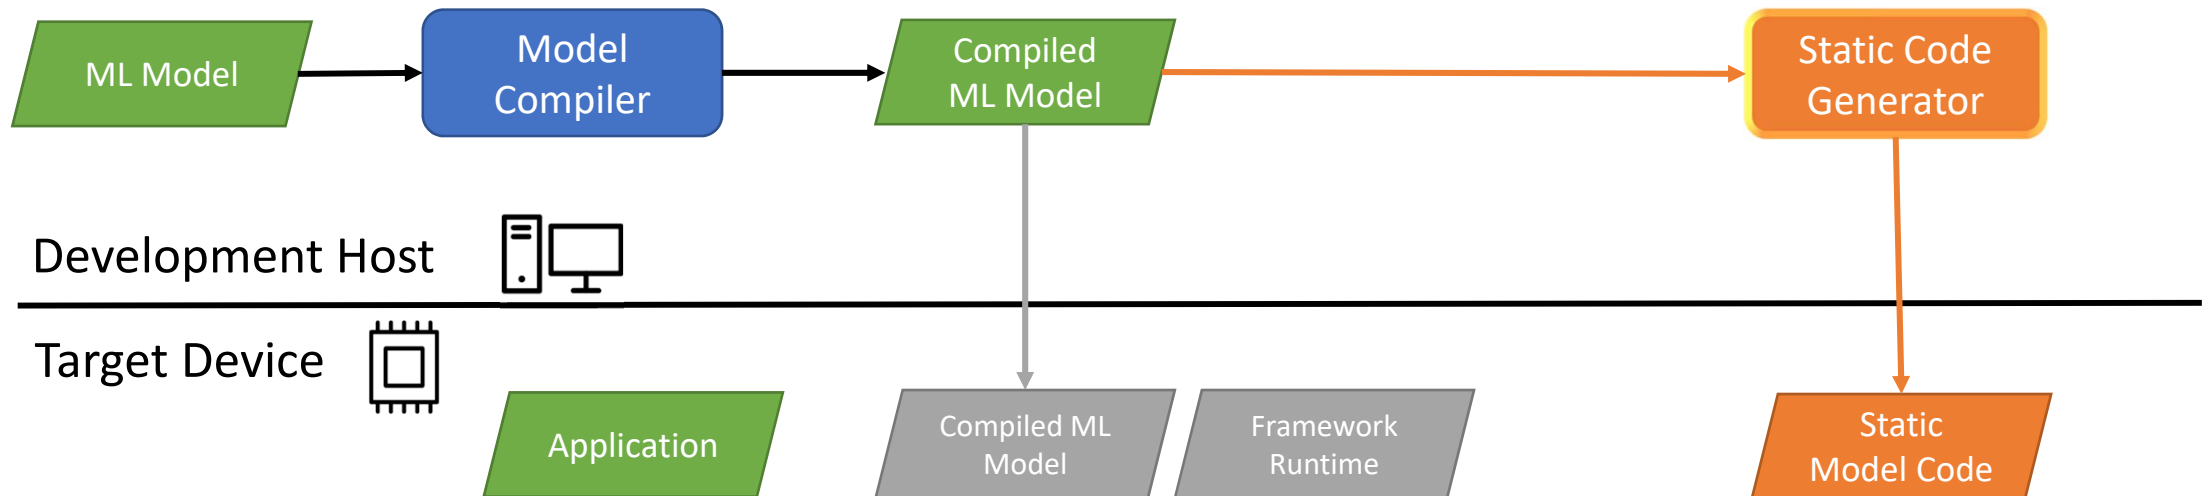 ML Model
Model
Compiler
Compiled
ML Model
Static Code
Generator
Development Host
Target Device
Application
Compiled ML
Model
Framework
Runtime
Static
Model Code